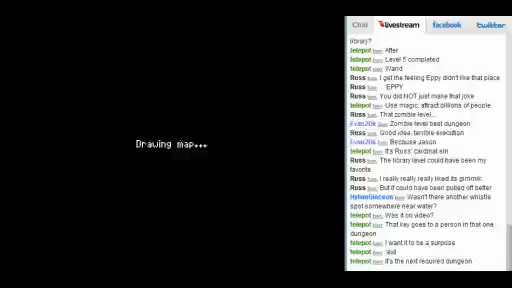 Chat livestream facebook twitter
library?
telepot: After
telepot: Level 5 completed
telepot: Wand
Russ: I get the feeling Eppy didn't like that place
Russ: ... EPPY
Russ: You did NOT just make that joke
telepot: Use magic: attract billions of people.
Russ: That zombie level...
Evan20x: Zombie level best dungeon
Russ: Good idea, terrible execution
Evan20x: Because Jason
telepot: It's Russ' cardinal sin
Russ: The library level could have been my
favorite
Russ: I really really really liked its gimmik
Russ: But it could have been pulled off better
Wasn't there another whistle
spot somewhere near water?
telepot: Was it on video?
telepot: That key goes to a person in that one
dungeon
telepot: I want it to be a surprise
telepot: :evil
telepot: It's the next required dungeon
Drawing map...